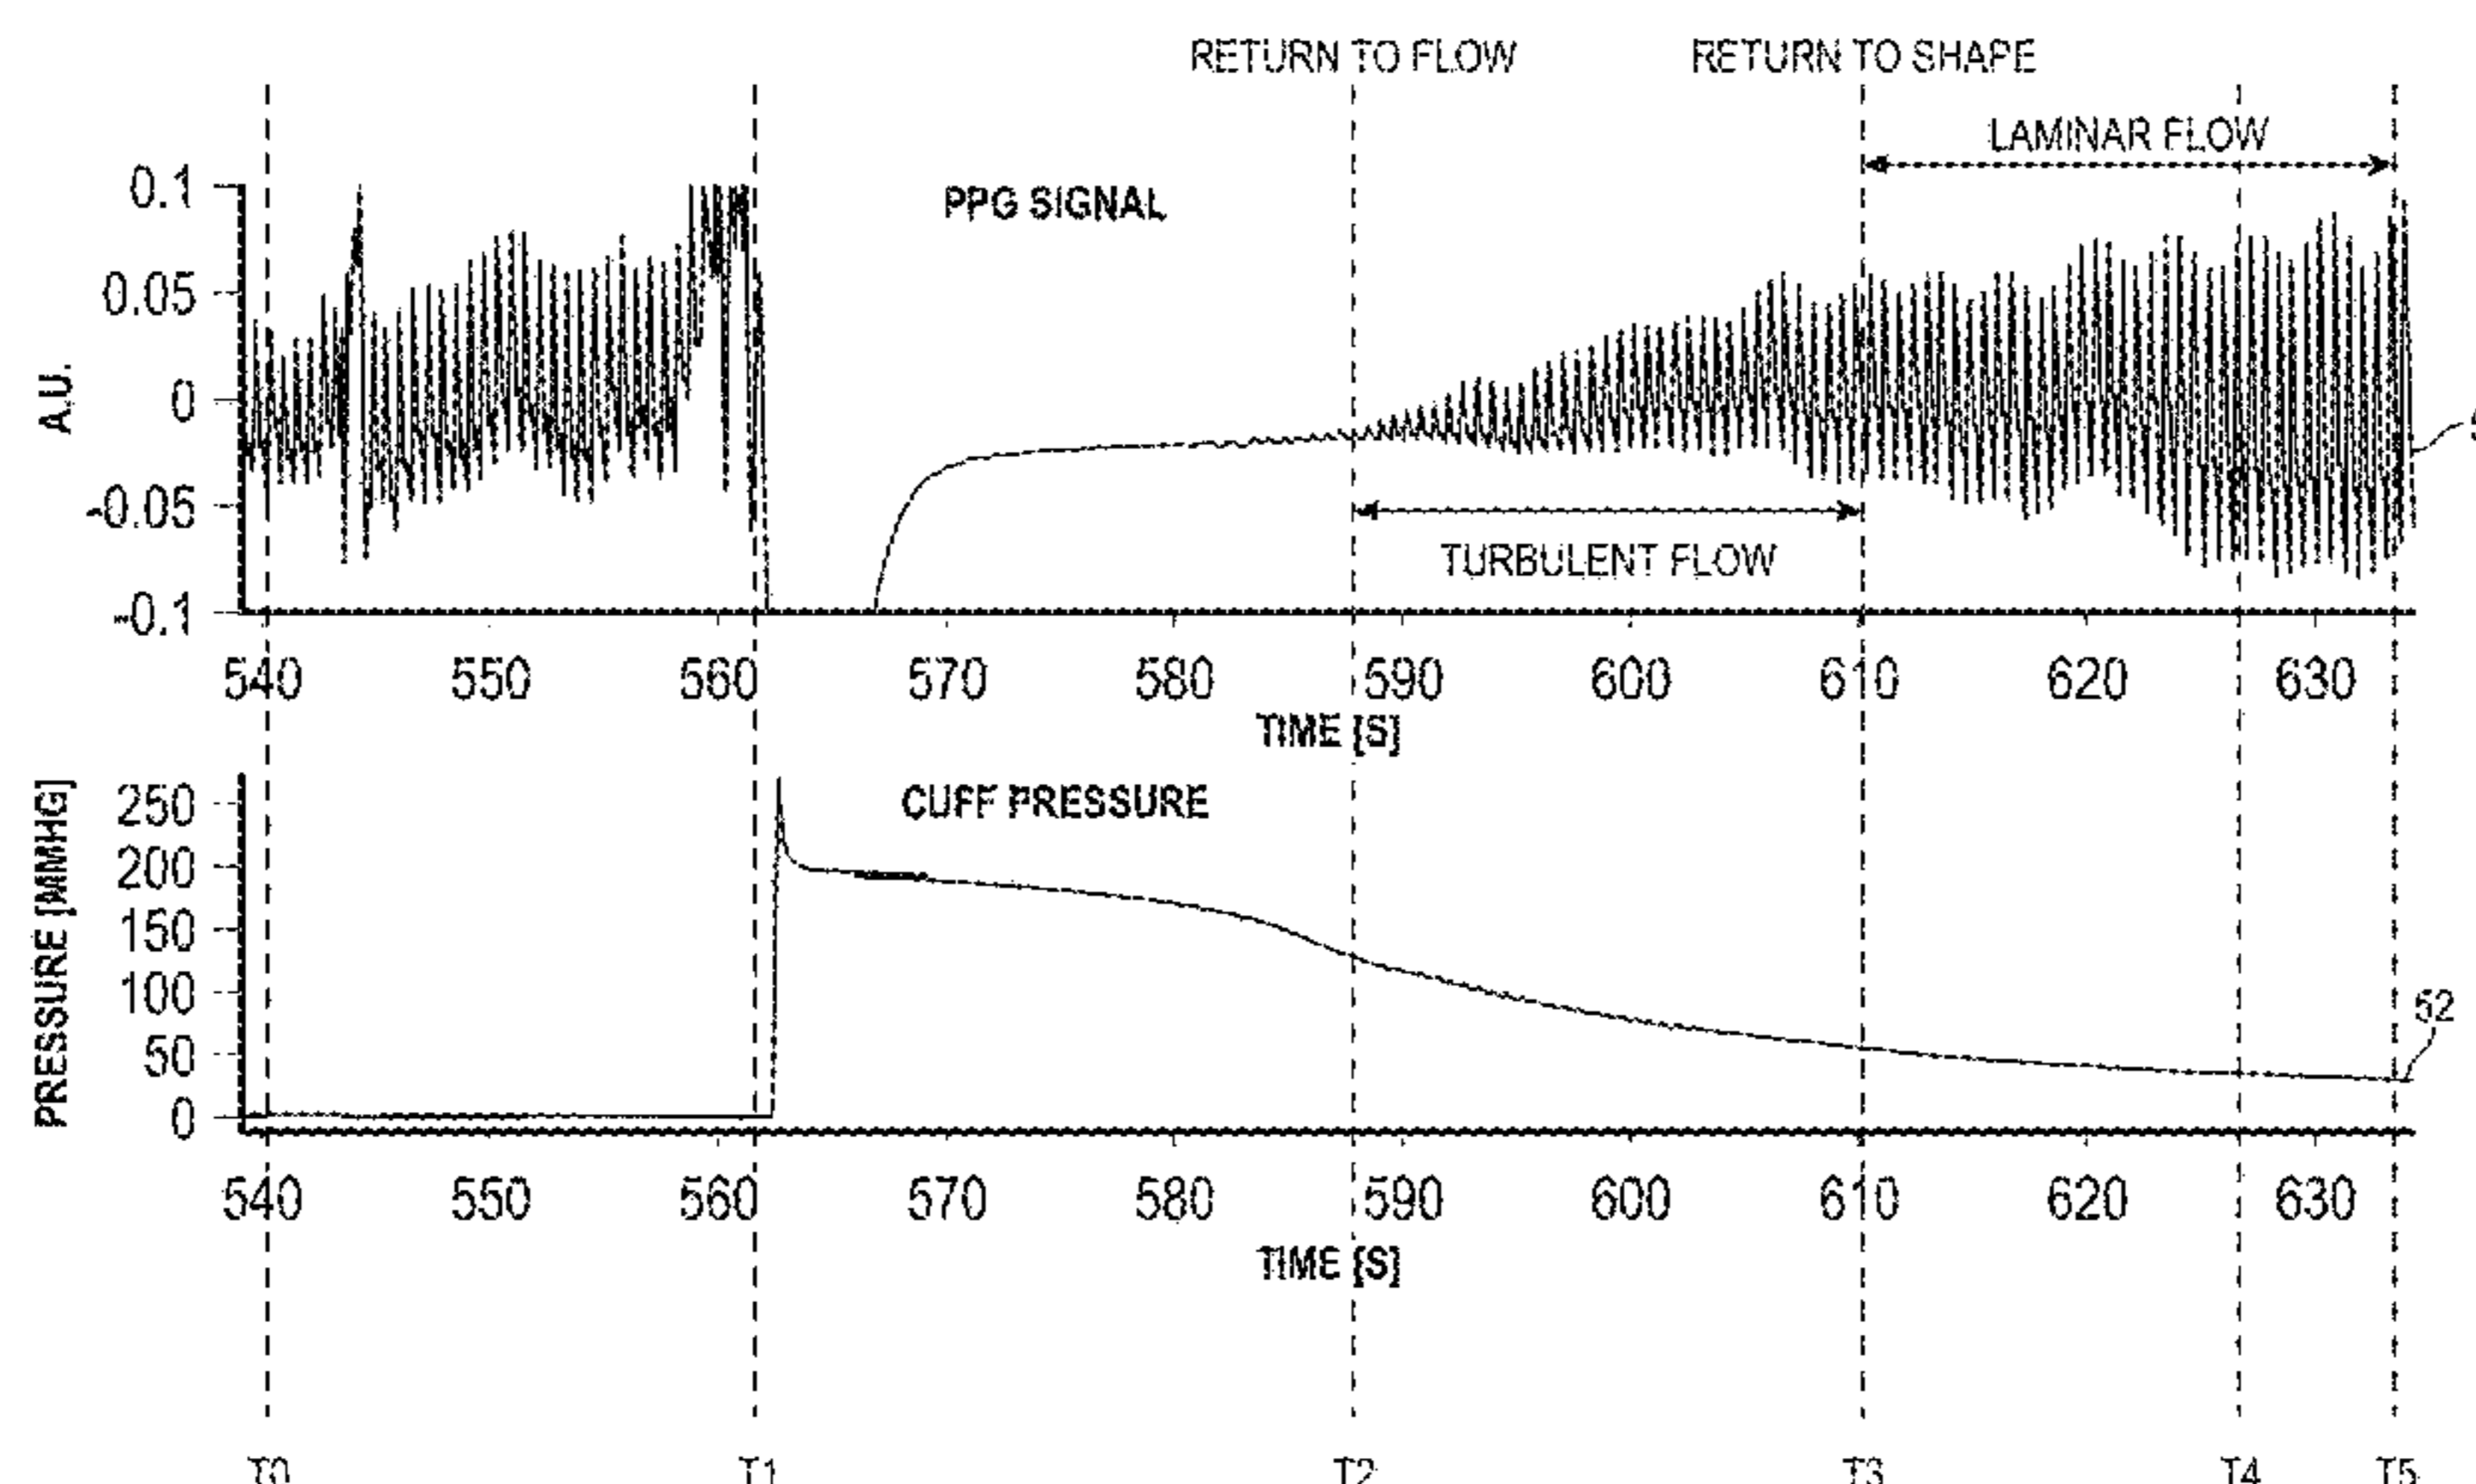 RETURN TO FLOW RETURN TO SHAPE
LAMINAR FLOW
PPG SIGNAL
0.1
0.05
0
-0.05
-0.1
A.U.
TURBULENT FLOW
540 550 560 570 580 590 600 610 620 630
TIME [S]
CUFF PRESSURE
250
200
150
100
50
0
PRESSURE [MMHG]
52
540 550 560 570 580 590 600 610 620 630
TIME [S]
T0 T1 T2 T3 T4 T5